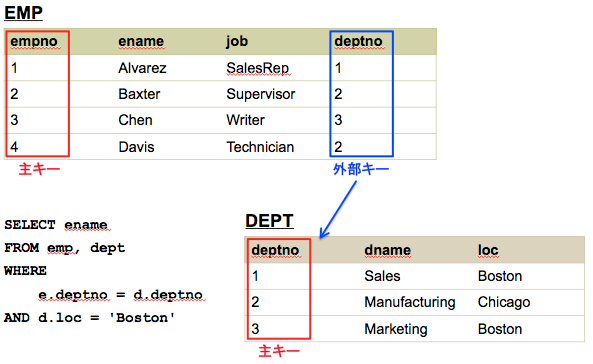 EMP
empno ename job deptno
1 Alvarez SalesRep 1
2 Baxter Supervisor 2
3 Chen Writer 3
4 Davis Technician 2
主キー 外部キー
SELECT ename
FROM emp, dept
WHERE
e.deptno = d.deptno
AND d.loc = 'Boston'
DEPT
deptno dname loc
1 Sales Boston
2 Manufacturing Chicago
3 Marketing Boston
主キー